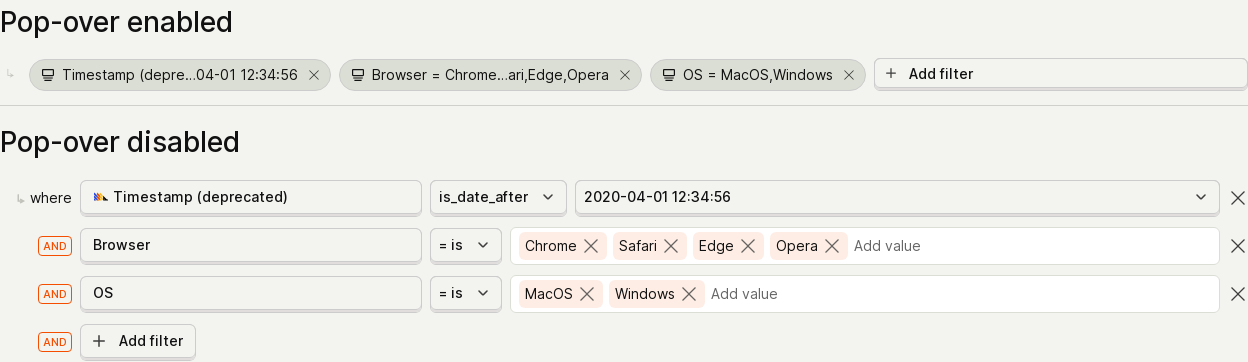 Pop-over enabled
Timestamp (depre...04-01 12:34:56 Browser = Chrome...ari,Edge,Opera OS = MacOS,Windows Add filter
Pop-over disabled
where Timestamp (deprecated) is_date_after 2020-04-01 12:34:56
AND Browser = is Chrome Safari Edge Opera Add value
AND OS = is MacOS Windows Add value
AND Add filter